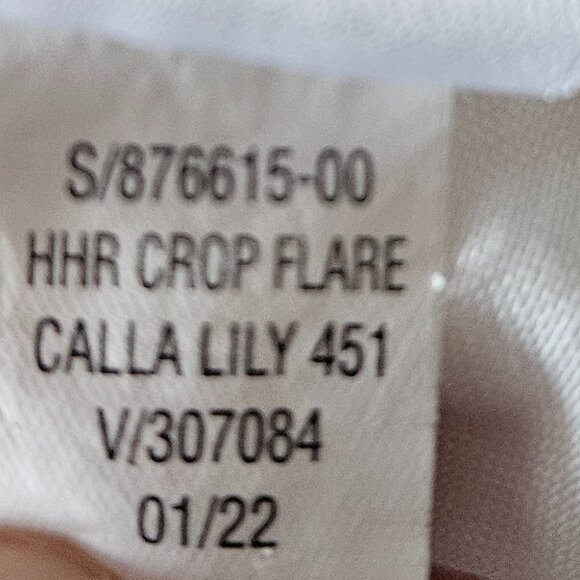 S/876615-00
HHR CROP FLARE
CALLA LILY 451
V/307084
01/22